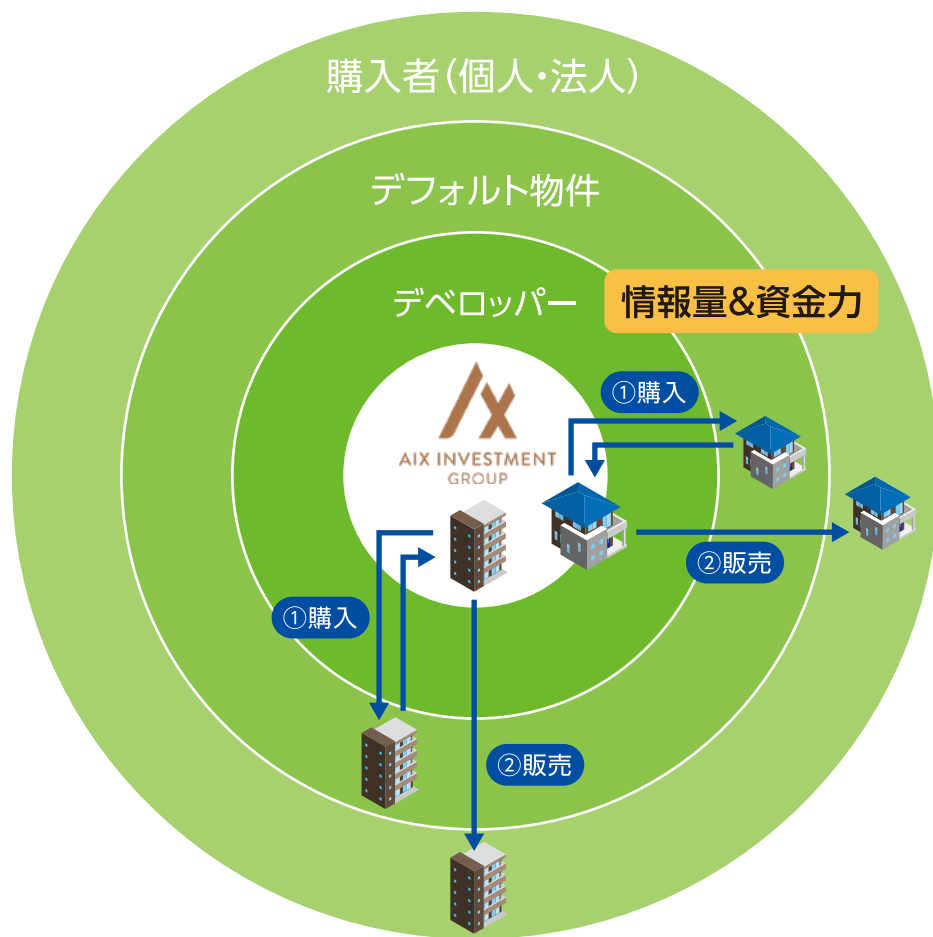 購入者（個人・法人）
デフォルト物件
デベロッパー
情報量&資金力
AIX INVESTMENT
GROUP
①購入
②販売
①購入
②販売